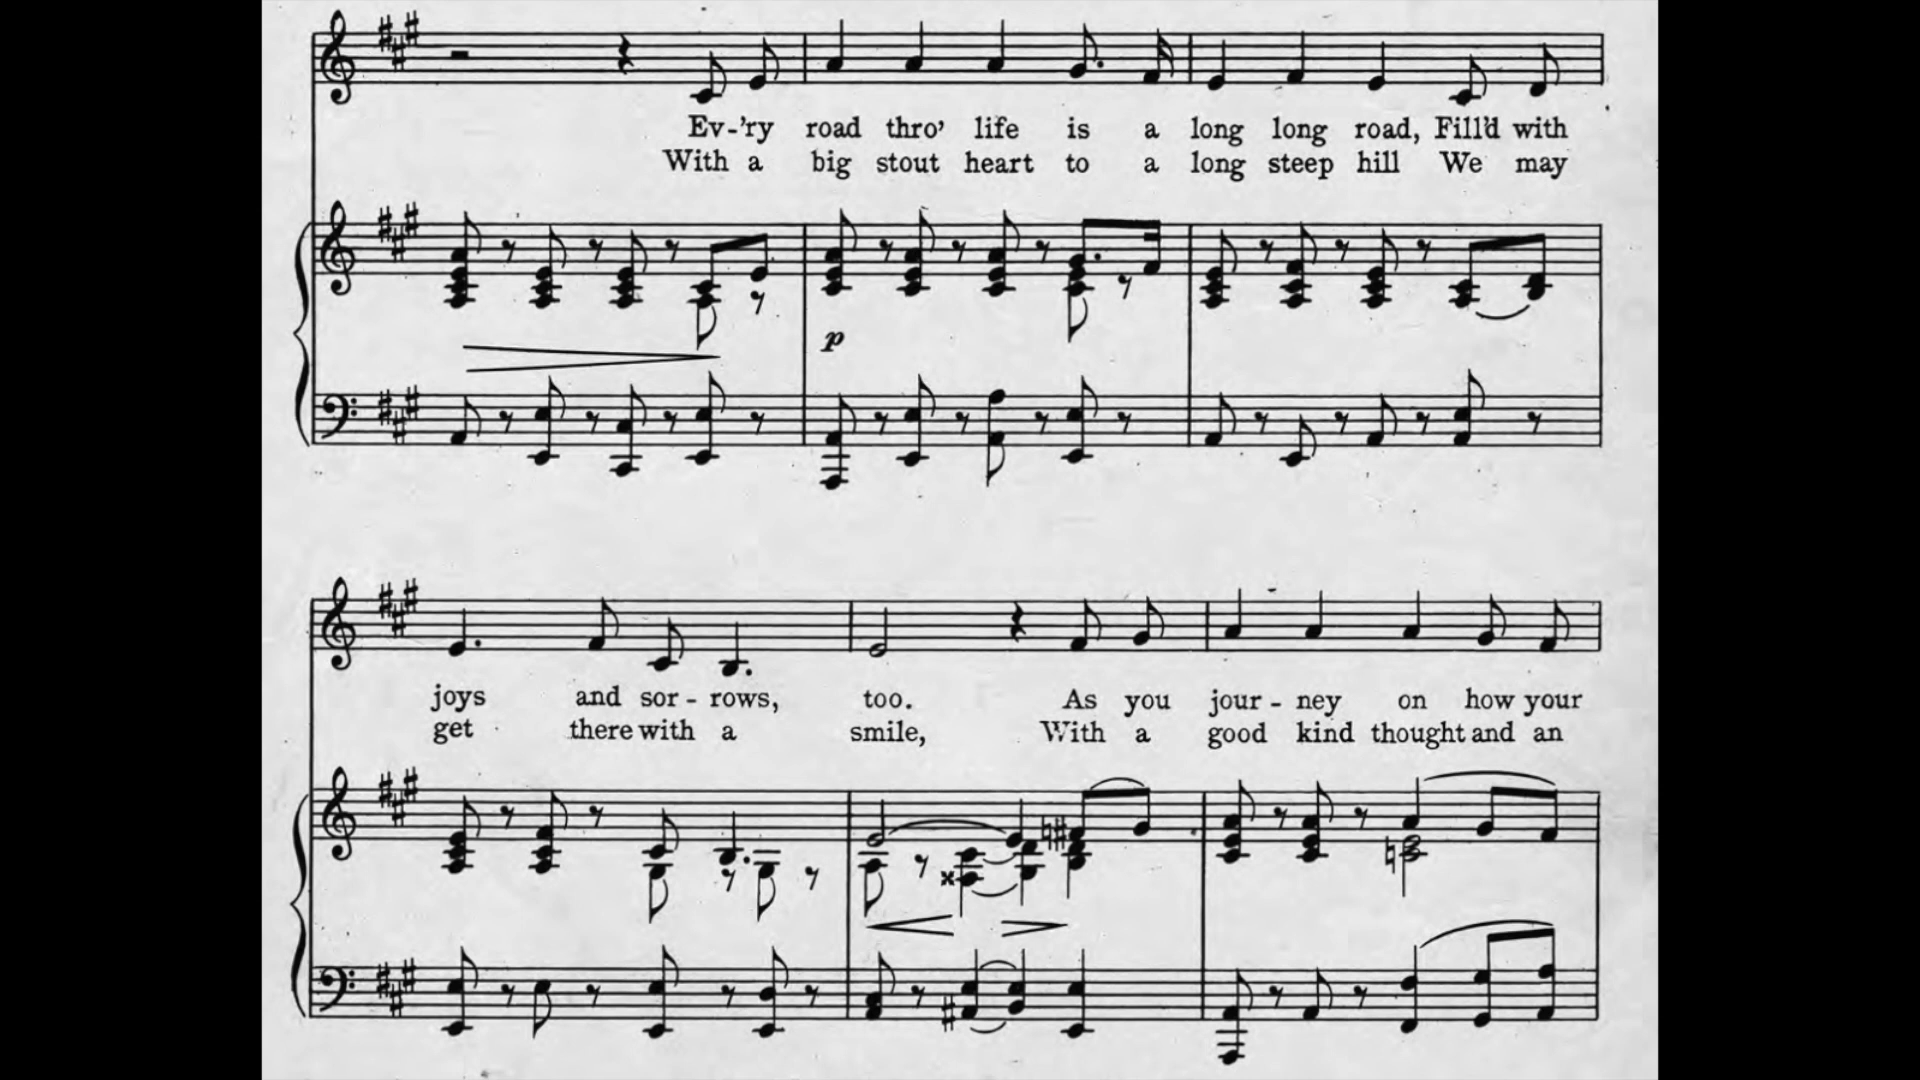 Ev-'ry road thro' life is a long long road, Fill'd with
With a big stout heart to a long steep hill We may
p
joys and sor-rows, too. As you jour-ney on how your
get there with a smile, With a good kind thought and an